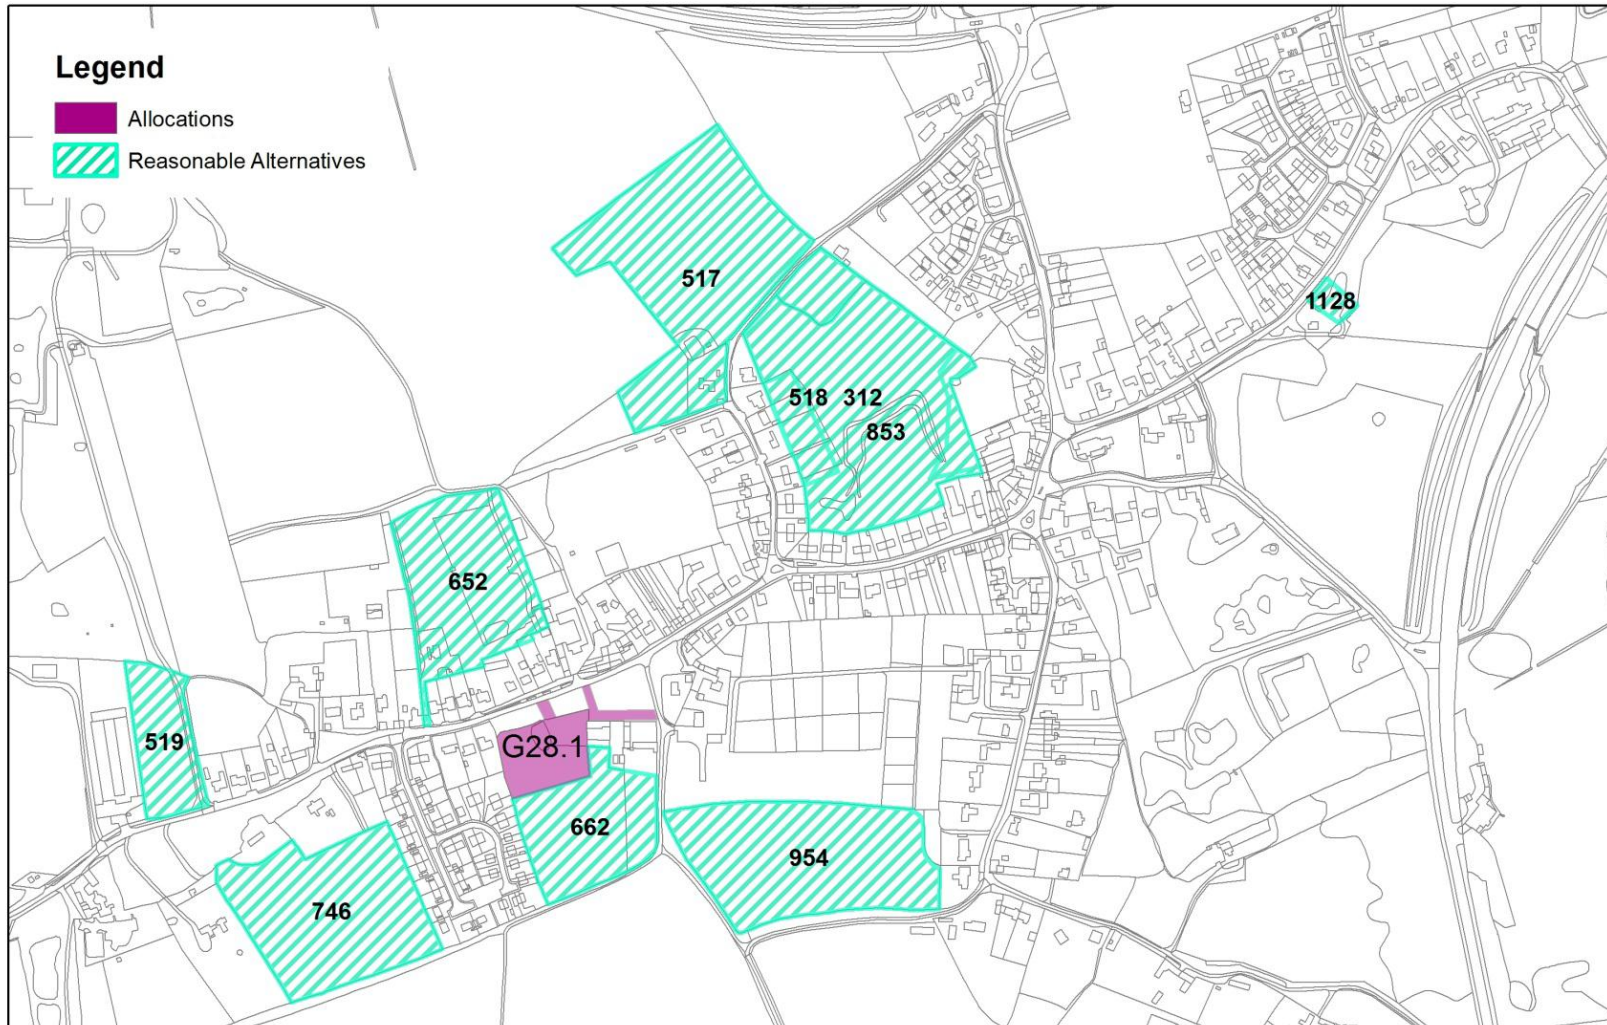 Legend
Allocations
Reasonable Alternatives
517
1128
518 312
853
652
519
G28.1
662
954
746